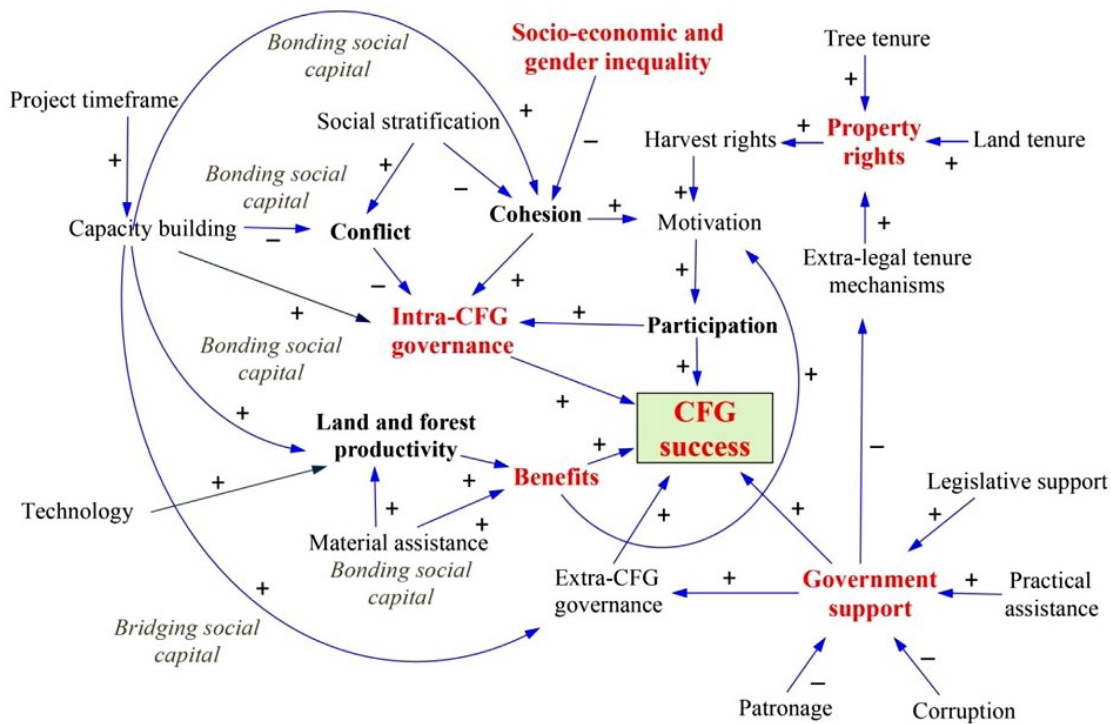 Bonding social
capital
Socio-economic and
gender inequality
Tree tenure
+
Project timeframe
+
Social stratification
+
−
Harvest rights
+
Property
rights
Land tenure
+
+
Bonding social
capital
+
−
Cohesion
+
+
Motivation
+
Extra-legal tenure
mechanisms
Capacity building
−
Conflict
−
+
+
Intra-CFG
governance
+
Participation
+
Bonding social
capital
+
+
+
CFG
success
+
Land and forest
productivity
+
Benefits
+
−
Technology
+
+
+
Material assistance
Bonding social
capital
+
+
Legislative support
+
Extra-CFG
governance
+
Government
support
+
Practical
assistance
Bridging social
capital
+
−
−
Patronage
Corruption